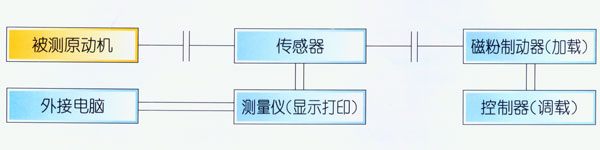 被测原动机
传感器
磁粉制动器(加载)
外接电脑
测量仪(显示打印)
控制器(调载)